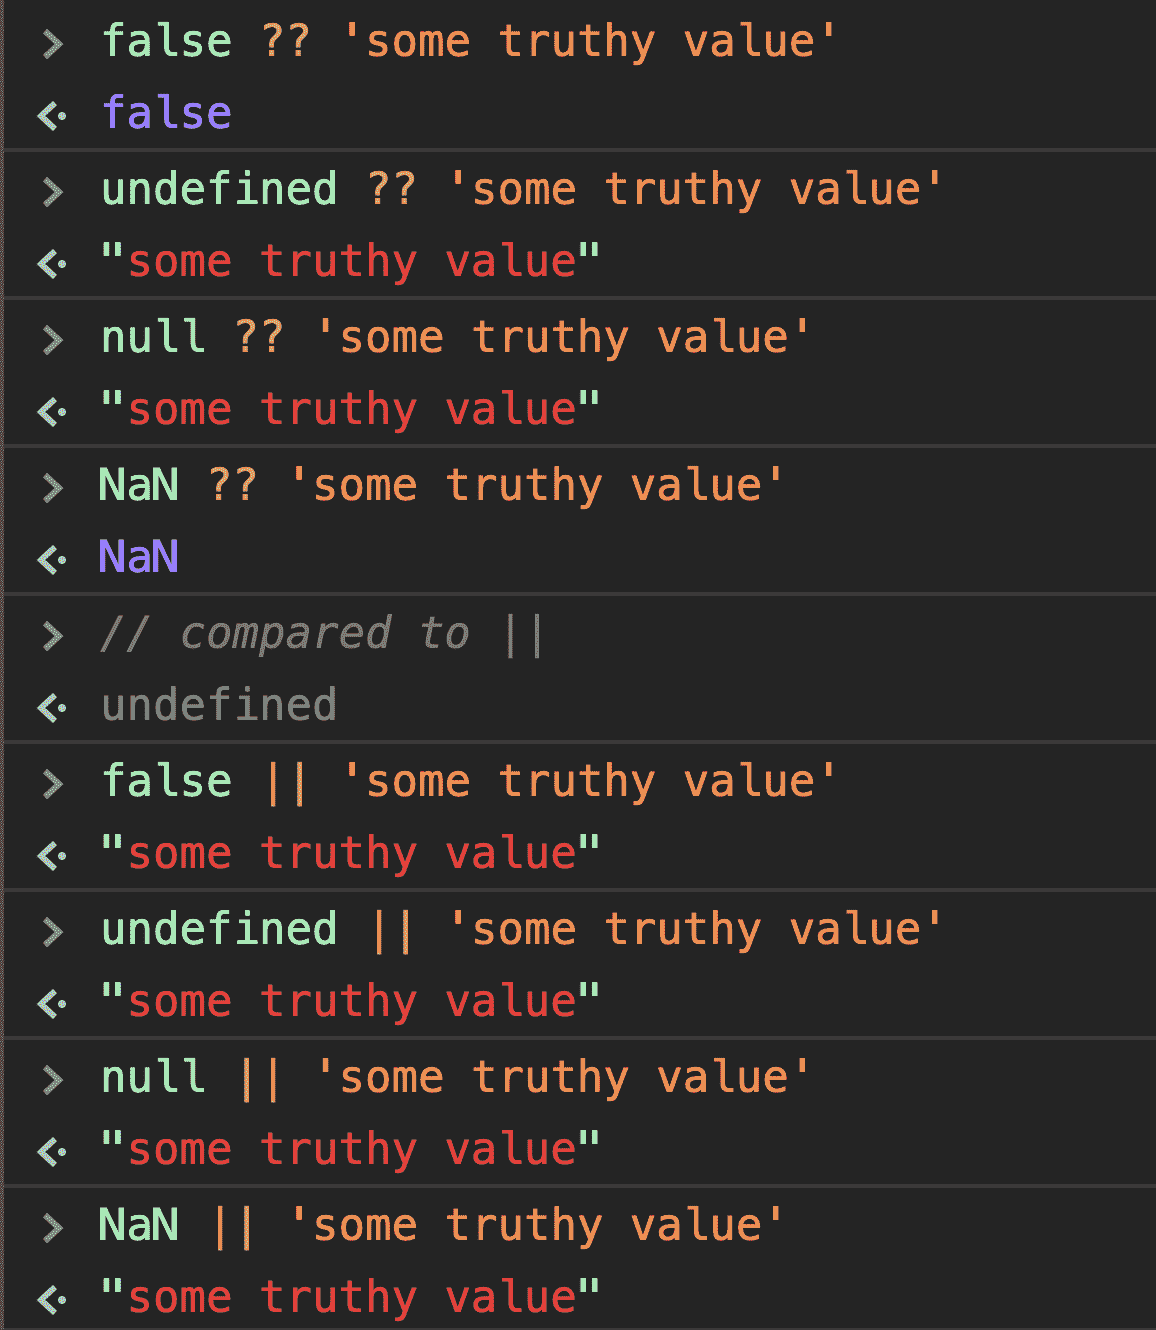 > false ?? 'some truthy value'
<· false
> undefined ?? 'some truthy value'
<· "some truthy value"
> null ?? 'some truthy value'
<· "some truthy value"
> NaN ?? 'some truthy value'
<· NaN
> // compared to ||
<· undefined
> false || 'some truthy value'
<· "some truthy value"
> undefined || 'some truthy value'
<· "some truthy value"
> null || 'some truthy value'
<· "some truthy value"
> NaN || 'some truthy value'
<· "some truthy value"